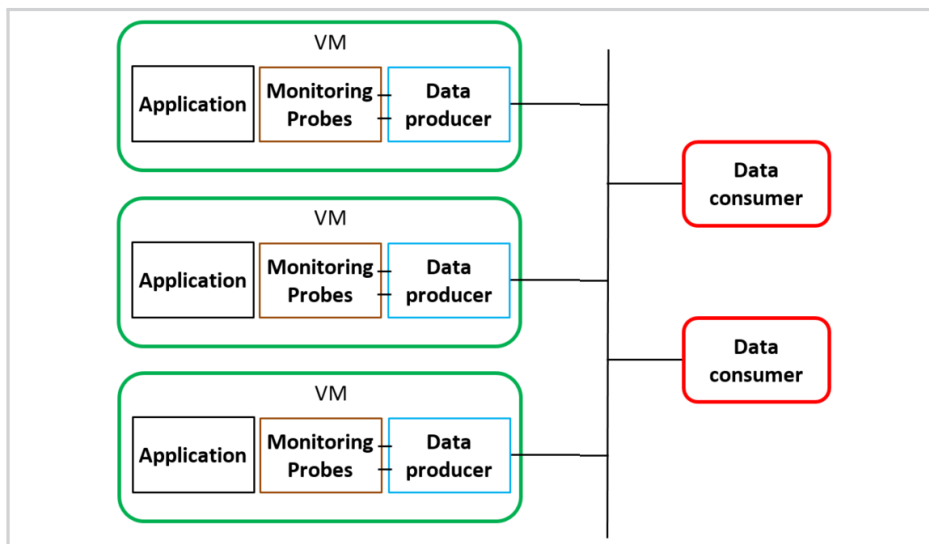 VM
Application
Monitoring
Probes
Data
producer
Data
consumer
VM
Application
Monitoring
Probes
Data
producer
Data
consumer
VM
Application
Monitoring
Probes
Data
producer